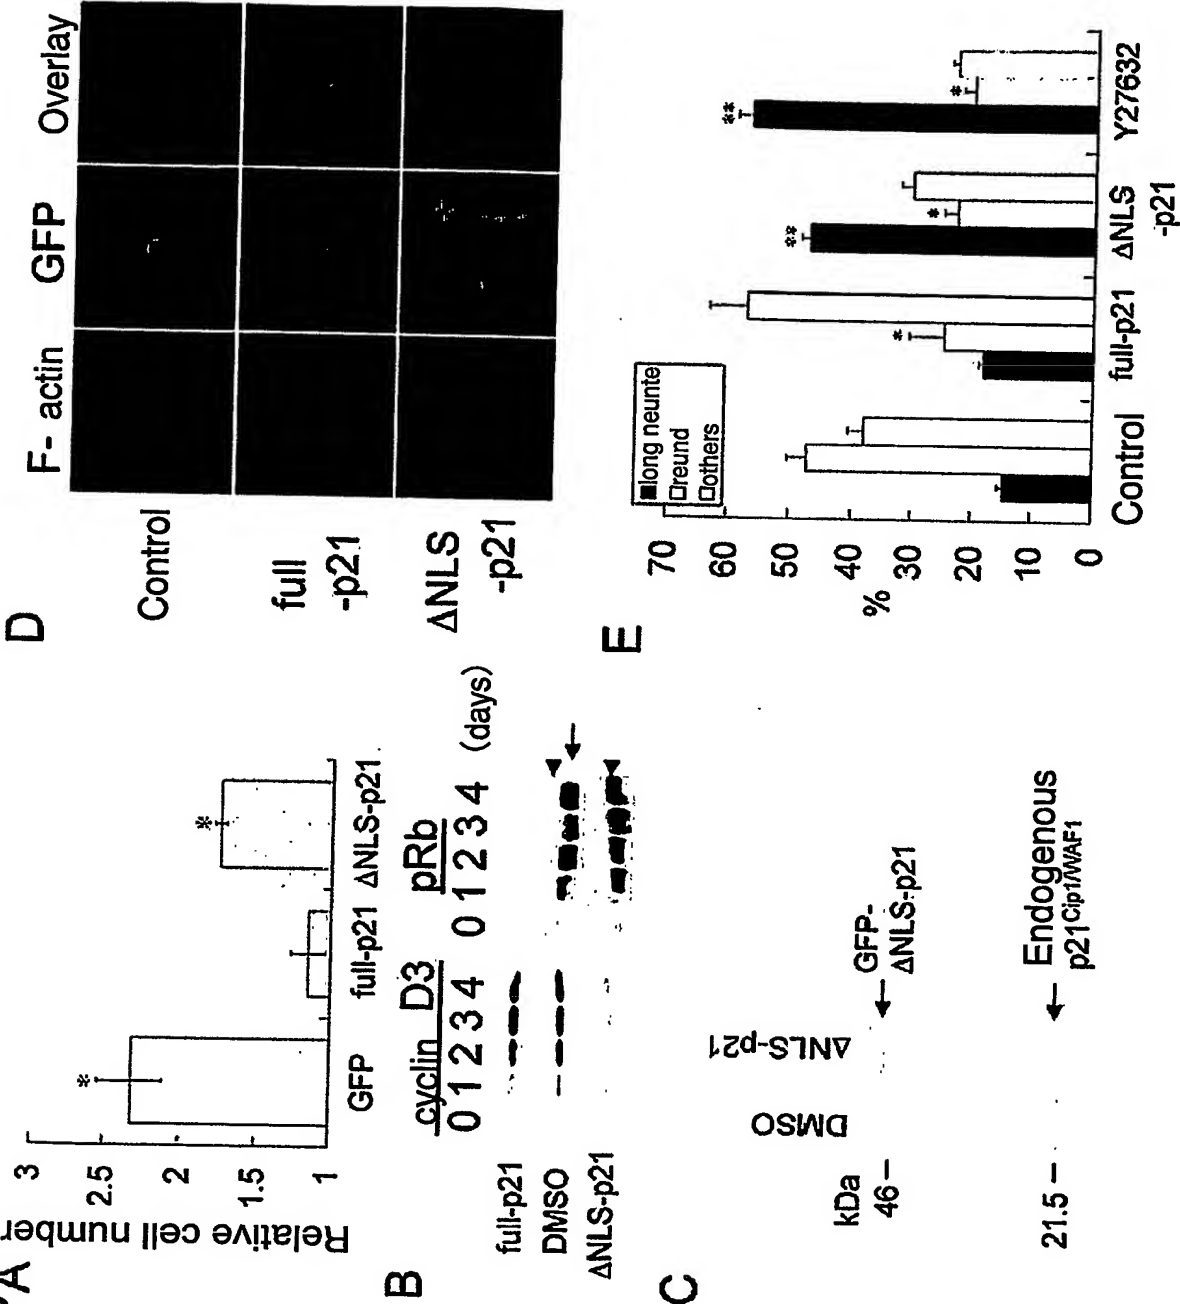 A
Relative cell number
3
2.5
2
1.5
1
*
*
GFP
full-p21
ΔNLS-p21
B
cyclin D3
pRb
0 1 2 3 4
0 1 2 3 4
(days)
full-p21
DMSO
ΔNLS-p21
C
DMSO
ΔNLS-p21
kDa
46
21.5
GFP-
ΔNLS-p21
Endogenous
p21Cip1/WAF1
D
F- actin
GFP
Overlay
Control
full
-p21
ΔNLS
-p21
E
%
70
60
50
40
30
20
10
0
long neunte
reund
others
*
**
*
**
*
Control
full-p21
ΔNLS
-p21
Y27632